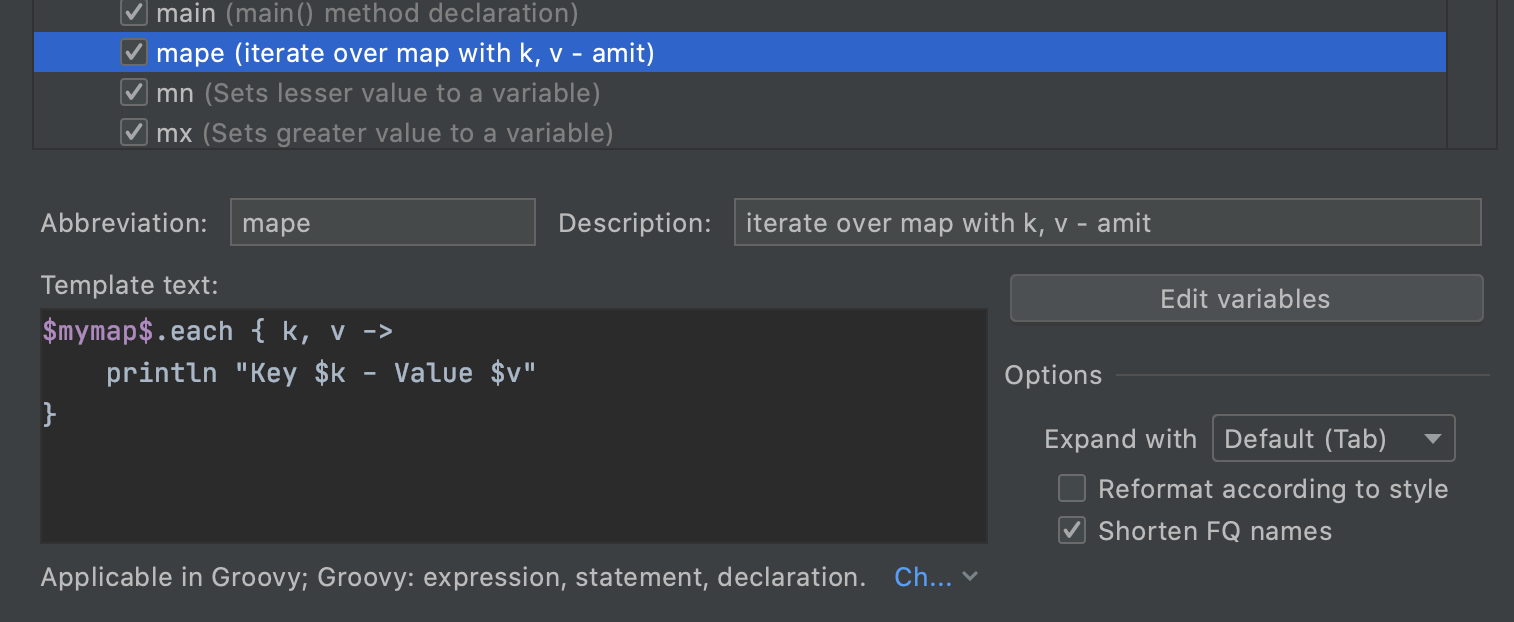 main (main() method declaration)
mape (iterate over map with k, v - amit)
mn (Sets lesser value to a variable)
mx (Sets greater value to a variable)
Abbreviation: mape Description: iterate over map with k, v - amit
Template text:
Edit variables
$mymap$.each { k, v ->
    println "Key $k - Value $v"
}
Options
Expand with Default (Tab)
Reformat according to style
Shorten FQ names
Applicable in Groovy; Groovy: expression, statement, declaration. Ch...